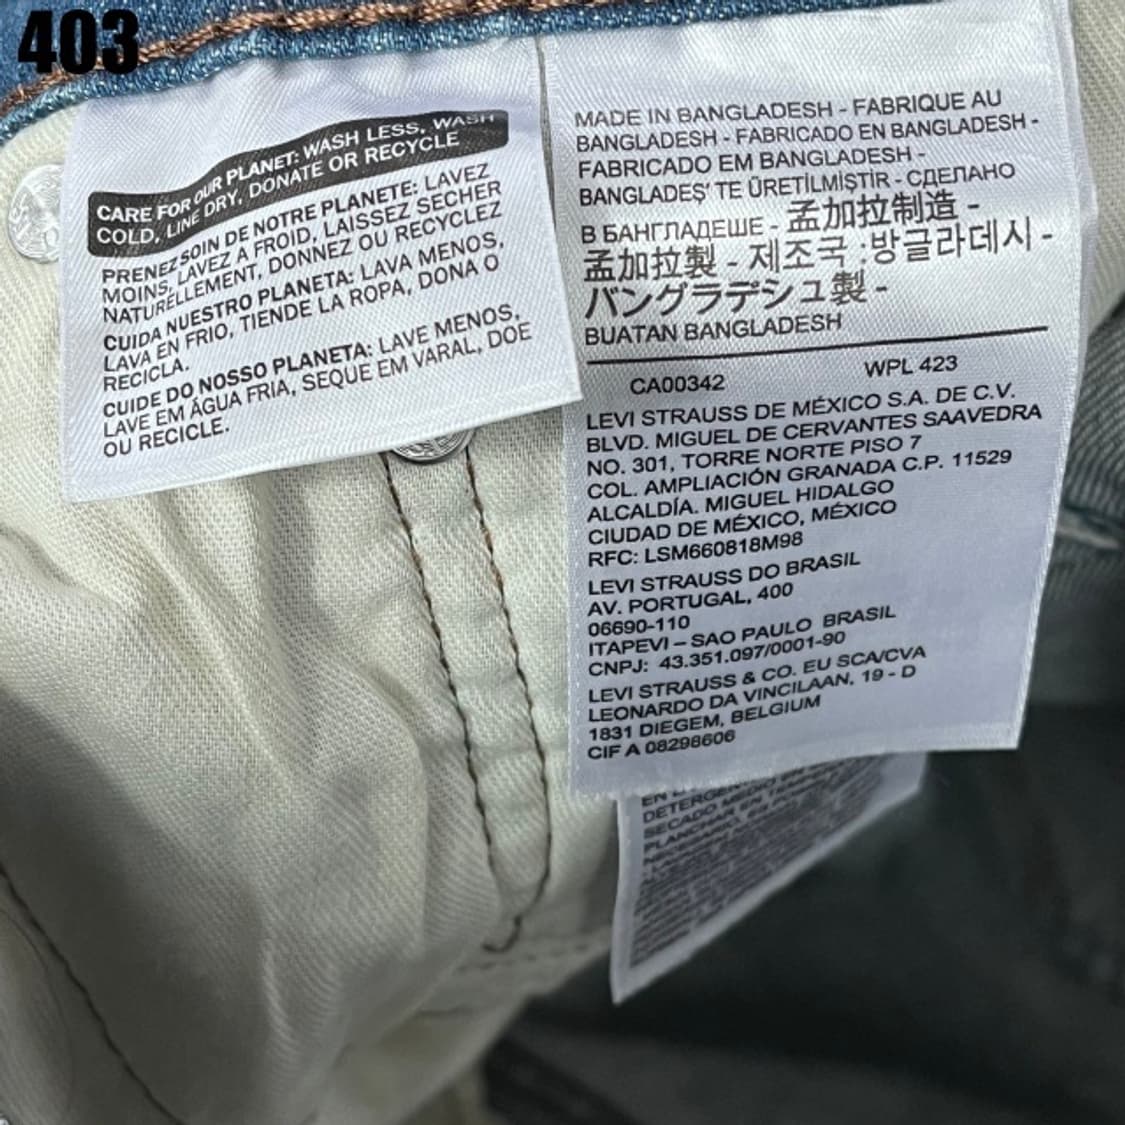 403
CARE FOR OUR PLANET: WASH LESS, WASH
COLD, LINE DRY, DONATE OR RECYCLE
PRENEZ SOIN DE NOTRE PLANETE: LAVEZ
MOINS, LAVEZ A FROID, LAISSEZ SÉCHER
NATURELLEMENT, DONNEZ OU RECYCLEZ
CUIDA NUESTRO PLANETA: LAVA MENOS,
LAVA EN FRIO, TIENDE LA ROPA, DONA O
RECICLA.
CUIDE DO NOSSO PLANETA: LAVE MENOS,
LAVE EM ÁGUA FRIA, SEQUE EM VARAL, DOE
OU RECICLE.
MADE IN BANGLADESH - FABRIQUE AU
BANGLADESH - FABRICADO EN BANGLADESH -
FABRICADO EM BANGLADESH -
BANGLADEŞ' TE ÜRETİLMİŞTİR - СДЕЛАНО
В БАНГЛАДЕШЕ - 孟加拉制造 -
孟加拉製 - 제조국 :방글라데시 -
バングラデシュ製 -
BUATAN BANGLADESH
CA00342 WPL 423
LEVI STRAUSS DE MÉXICO S.A. DE C.V.
BLVD. MIGUEL DE CERVANTES SAAVEDRA
NO. 301, TORRE NORTE PISO 7
COL. AMPLIACIÓN GRANADA C.P. 11529
ALCALDÍA. MIGUEL HIDALGO
CIUDAD DE MÉXICO, MÉXICO
RFC: LSM660818M98
LEVI STRAUSS DO BRASIL
AV. PORTUGAL, 400
06690-110
ITAPEVI – SAO PAULO BRASIL
CNPJ: 43.351.097/0001-90
LEVI STRAUSS & CO. EU SCA/CVA
LEONARDO DA VINCILAAN, 19 - D
1831 DIEGEM, BELGIUM
CIF A 08298606
DETERGEN
SECADO MEDIO EN
PLANCHAR EN